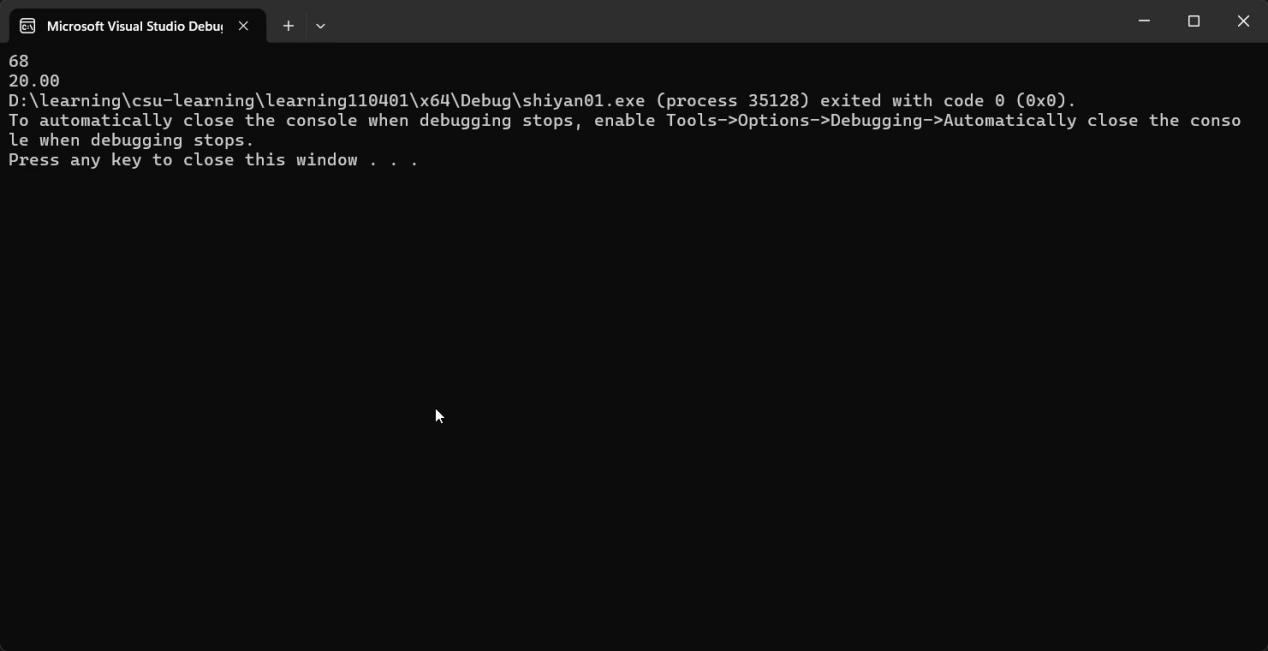 Microsoft Visual Studio Debu
68
20.00
D:\learning\csu-learning\learning110401\x64\Debug\shiyan01.exe (process 35128) exited with code 0 (0x0).
To automatically close the console when debugging stops, enable Tools->Options->Debugging->Automatically close the conso
le when debugging stops.
Press any key to close this window . . .